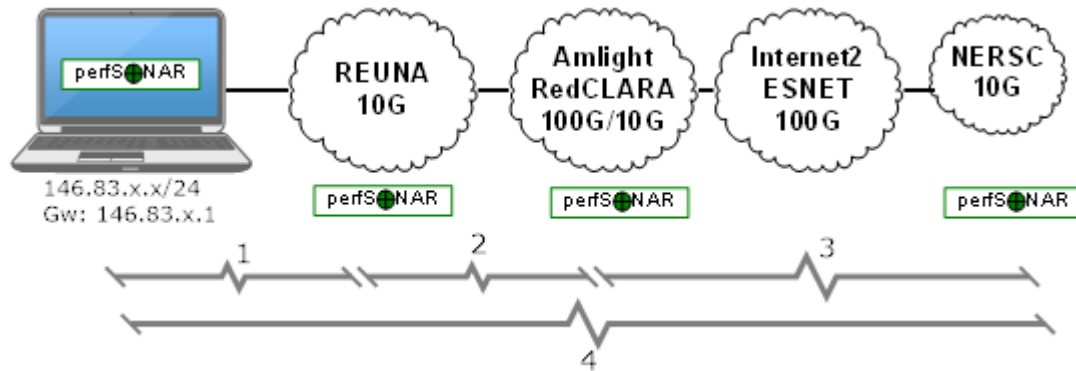 perfSONAR
REUNA
10G
Amlight
RedCLARA
100G/10G
Internet2
ESNET
100G
NERSC
10G
146.83.x.x/24
Gw: 146.83.x.1
perfSONAR
perfSONAR
perfSONAR
1
2
3
4